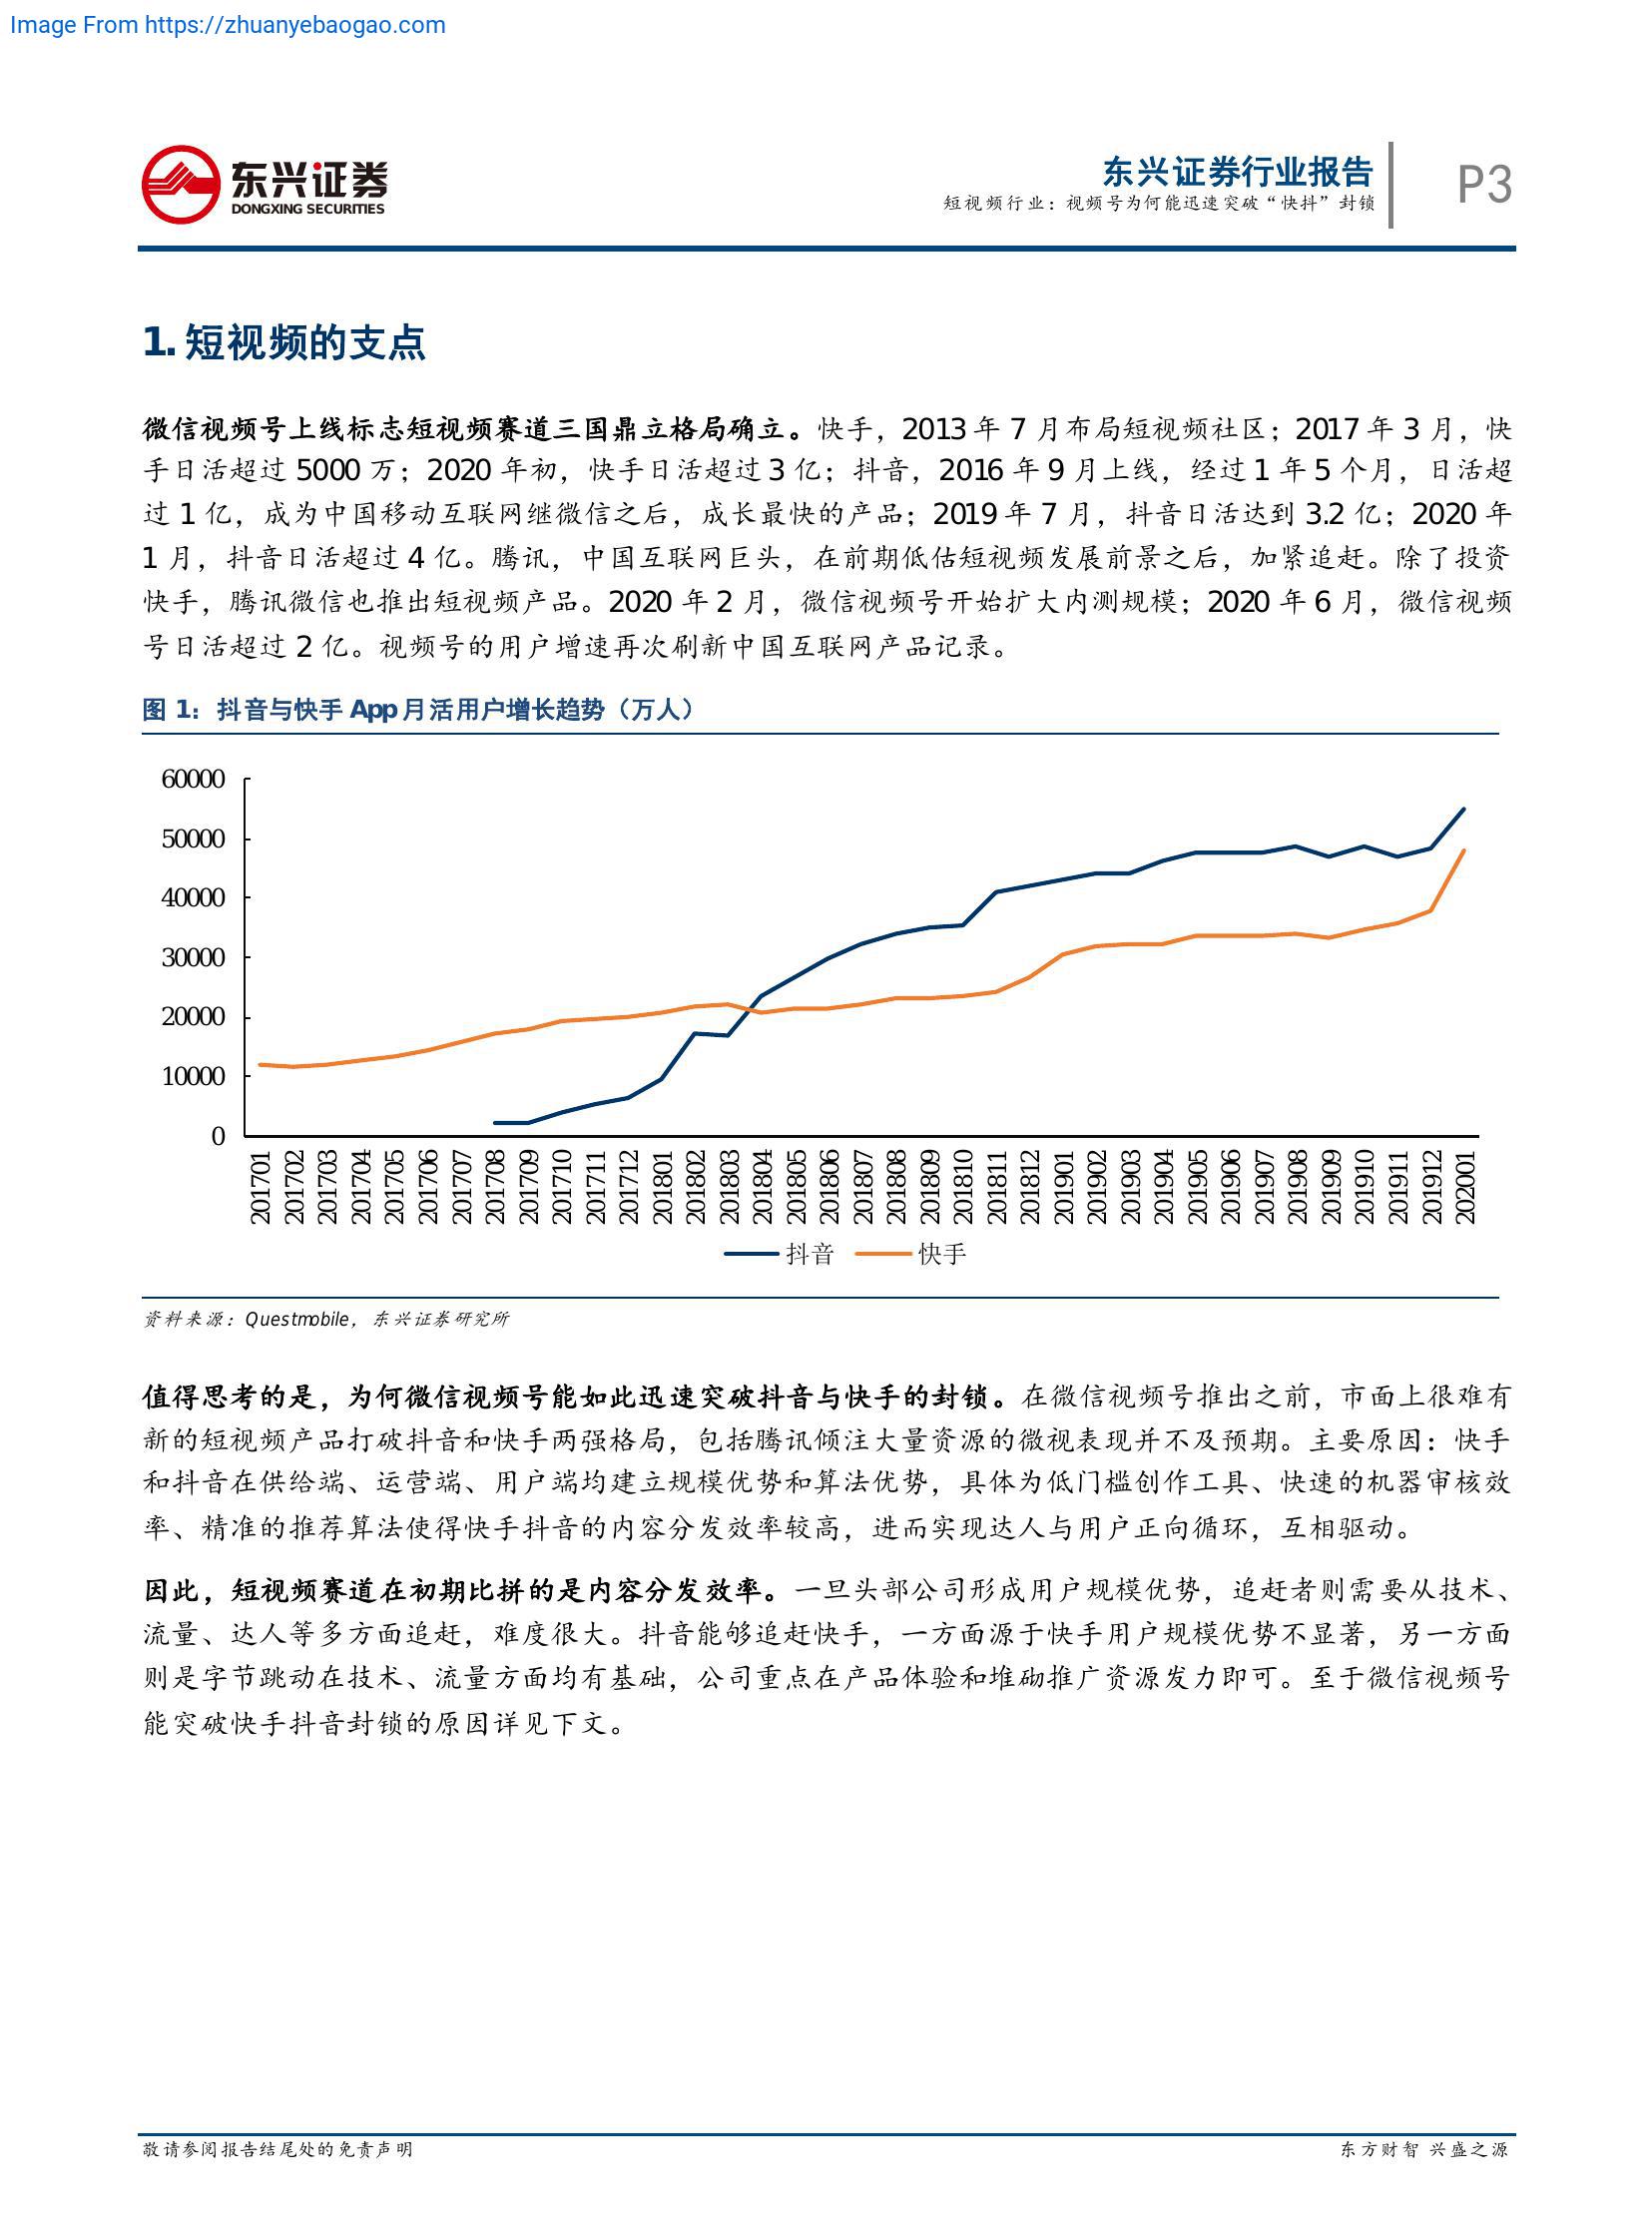 Image From https://zhuanyebaogao.com
东兴证券
DONGXING SECURITIES
东兴证券行业报告
短视频行业：视频号为何能迅速突破“快抖”封锁
P3
1. 短视频的支点
微信视频号上线标志短视频赛道三国鼎立格局确立。快手，2013 年 7 月布局短视频社区；2017 年 3 月，快
手日活超过 5000 万；2020 年初，快手日活超过 3 亿；抖音，2016 年 9 月上线，经过 1 年 5 个月，日活超
过 1 亿，成为中国移动互联网继微信之后，成长最快的产品；2019 年 7 月，抖音日活达到 3.2 亿；2020 年
1 月，抖音日活超过 4 亿。腾讯，中国互联网巨头，在前期低估短视频发展前景之后，加紧追赶。除了投资
快手，腾讯微信也推出短视频产品。2020 年 2 月，微信视频号开始扩大内测规模；2020 年 6 月，微信视频
号日活超过 2 亿。视频号的用户增速再次刷新中国互联网产品记录。
图 1：抖音与快手 App 月活用户增长趋势（万人）
60000
50000
40000
30000
20000
10000
0
201701
201702
201703
201704
201705
201706
201707
201708
201709
201710
201711
201712
201801
201802
201803
201804
201805
201806
201807
201808
201809
201810
201811
201812
201901
201902
201903
201904
201905
201906
201907
201908
201909
201910
201911
201912
202001
抖音 快手
资料来源：Questmobile，东兴证券研究所
值得思考的是，为何微信视频号能如此迅速突破抖音与快手的封锁。在微信视频号推出之前，市面上很难有
新的短视频产品打破抖音和快手两强格局，包括腾讯倾注大量资源的微视表现并不及预期。主要原因：快手
和抖音在供给端、运营端、用户端均建立规模优势和算法优势，具体为低门槛创作工具、快速的机器审核效
率、精准的推荐算法使得快手抖音的内容分发效率较高，进而实现达人与用户正向循环，互相驱动。
因此，短视频赛道在初期比拼的是内容分发效率。一旦头部公司形成用户规模优势，追赶者则需要从技术、
流量、达人等多方面追赶，难度很大。抖音能够追赶快手，一方面源于快手用户规模优势不显著，另一方面
则是字节跳动在技术、流量方面均有基础，公司重点在产品体验和堆砌推广资源发力即可。至于微信视频号
能突破快手抖音封锁的原因详见下文。
敬请参阅报告结尾处的免责声明
东方财智 兴盛之源